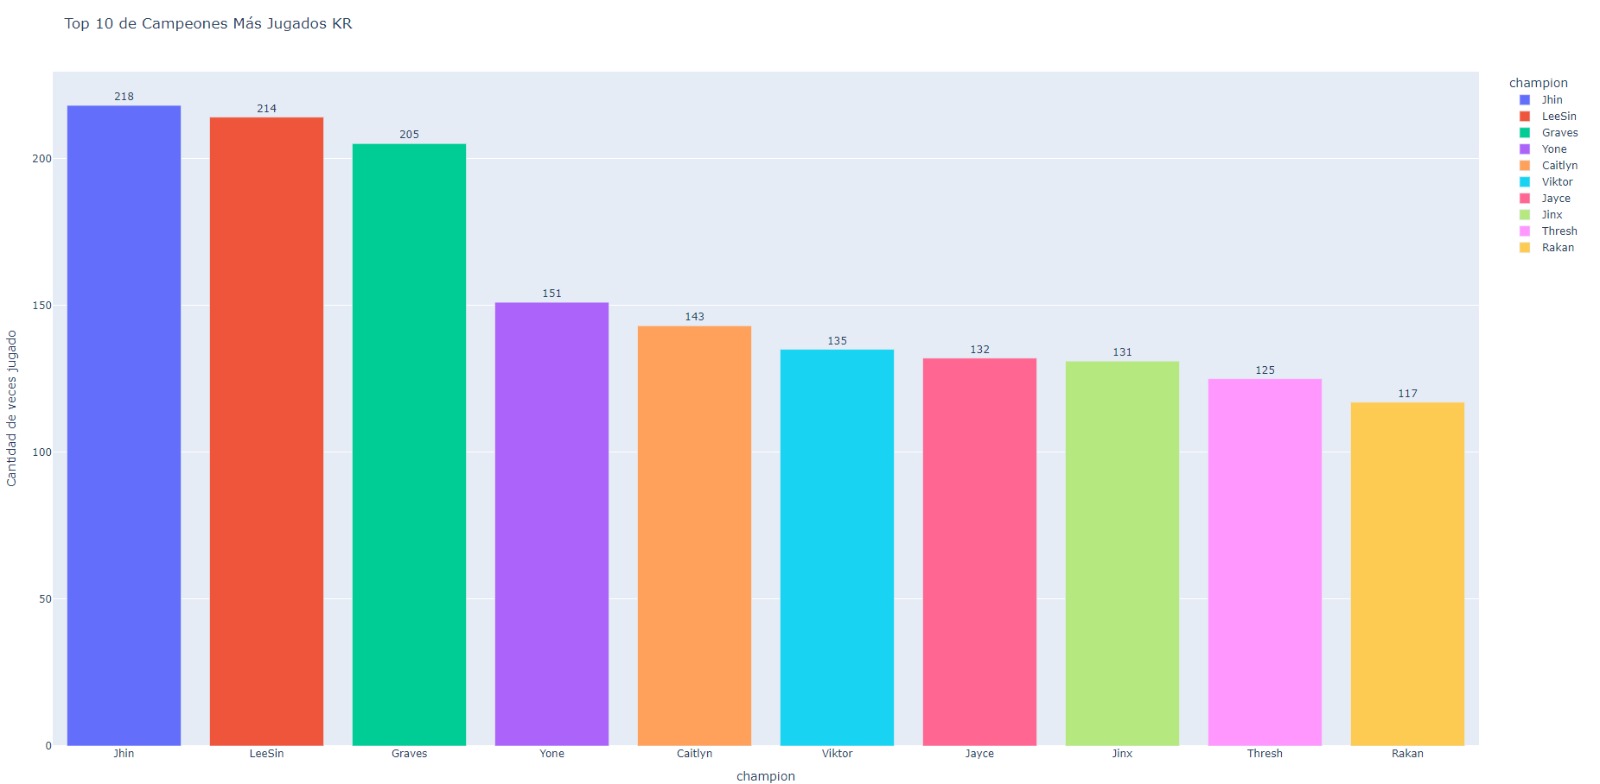 Top 10 de Campeones Más Jugados KR
champion
Jhin
LeeSin
Graves
Yone
Caitlyn
Viktor
Jayce
Jinx
Thresh
Rakan
218
214
205
151
143
135
132
131
125
117
200
150
100
50
0
Cantidad de veces jugado
Jhin
LeeSin
Graves
Yone
Caitlyn
Viktor
Jayce
Jinx
Thresh
Rakan
champion